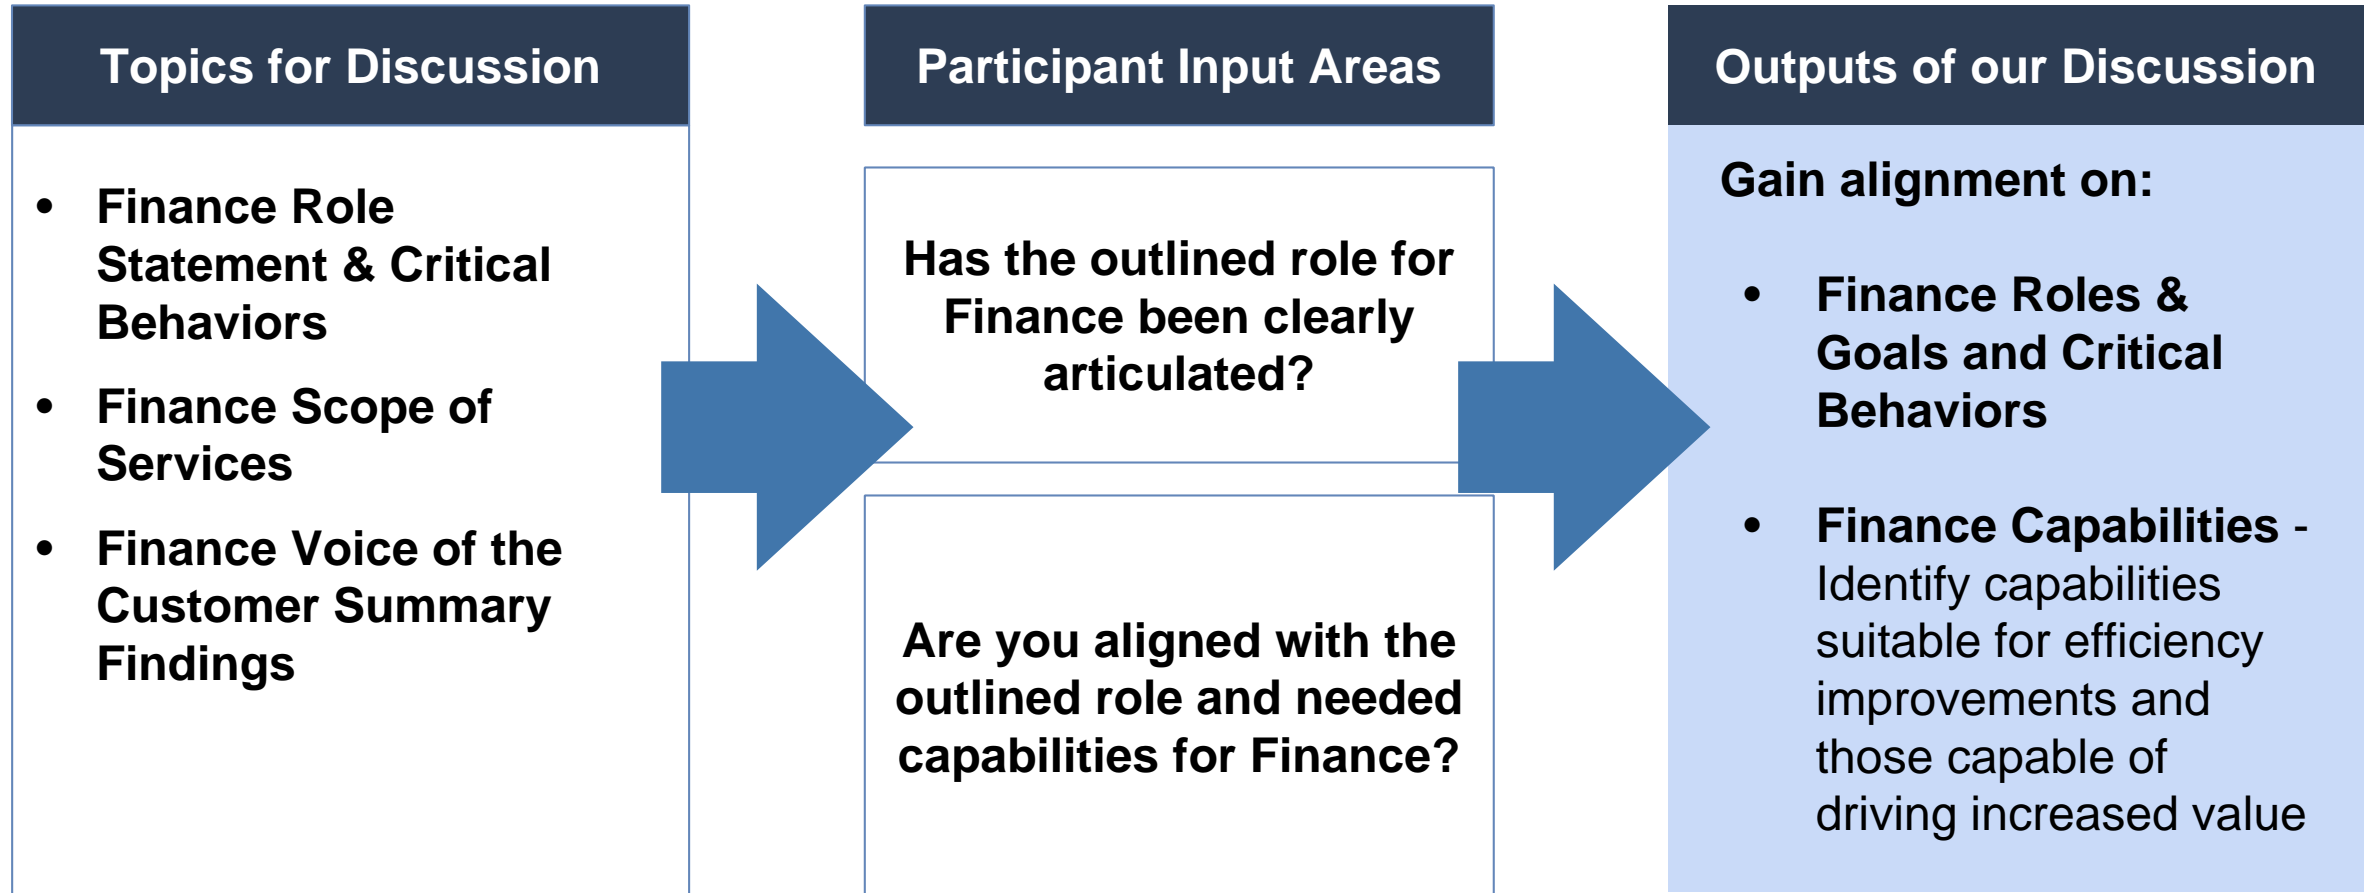 Topics for Discussion
• Finance Role
Statement & Critical
Behaviors
• Finance Scope of
Services
• Finance Voice of the
Customer Summary
Findings
Participant Input Areas
Has the outlined role for
Finance been clearly
articulated?
Are you aligned with the
outlined role and needed
capabilities for Finance?
Outputs of our Discussion
Gain alignment on:
• Finance Roles &
Goals and Critical
Behaviors
• Finance Capabilities -
Identify capabilities
suitable for efficiency
improvements and
those capable of
driving increased value